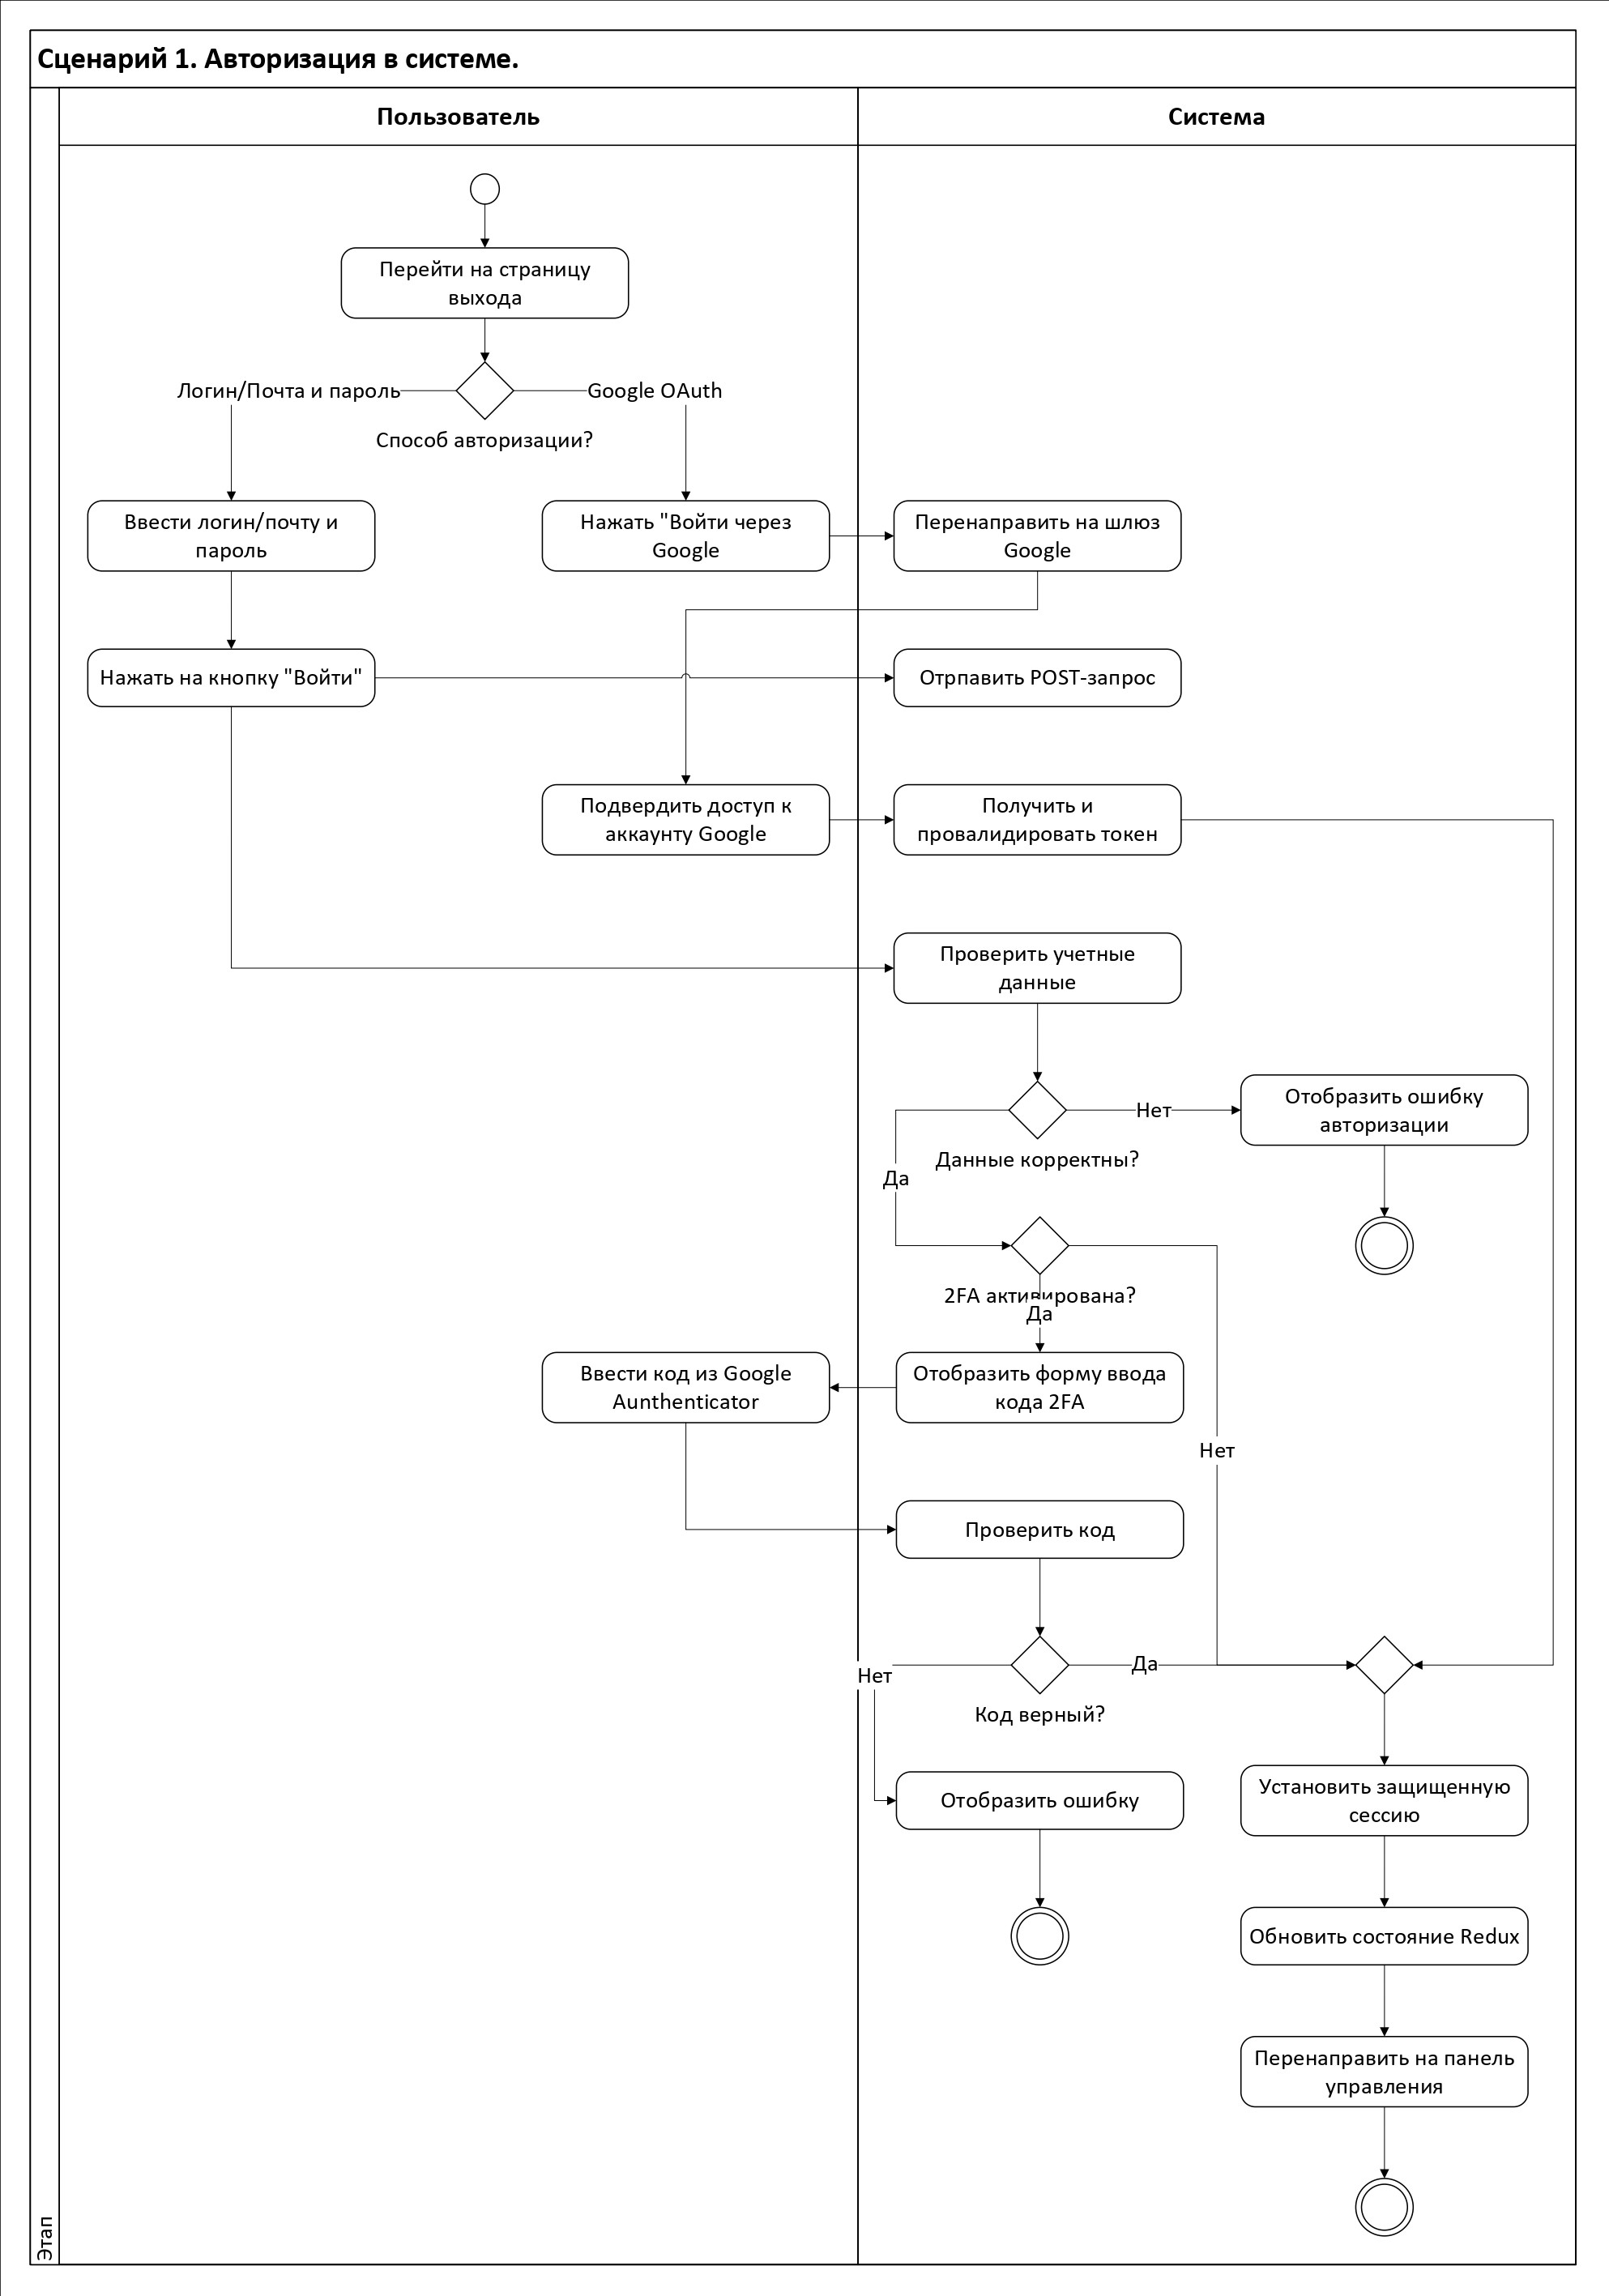 Сценарий 1. Авторизация в системе.
Пользователь
Система
Перейти на страницу
выхода
Логин/Почта и пароль
Google OAuth
Способ авторизации?
Ввести логин/почту и
пароль
Нажать "Войти через
Google
Перенаправить на шлюз
Google
Нажать на кнопку "Войти"
Отрпавить POST-запрос
Подвердить доступ к
аккаунту Google
Получить и
провалидировать токен
Проверить учетные
данные
Нет
Отобразить ошибку
авторизации
Данные корректны?
Да
2FA активирована?
Да
Ввести код из Google
Aunthenticator
Отобразить форму ввода
кода 2FA
Нет
Проверить код
Нет
Да
Код верный?
Отобразить ошибку
Установить защищенную
сессию
Обновить состояние Redux
Перенаправить на панель
управления
Этап